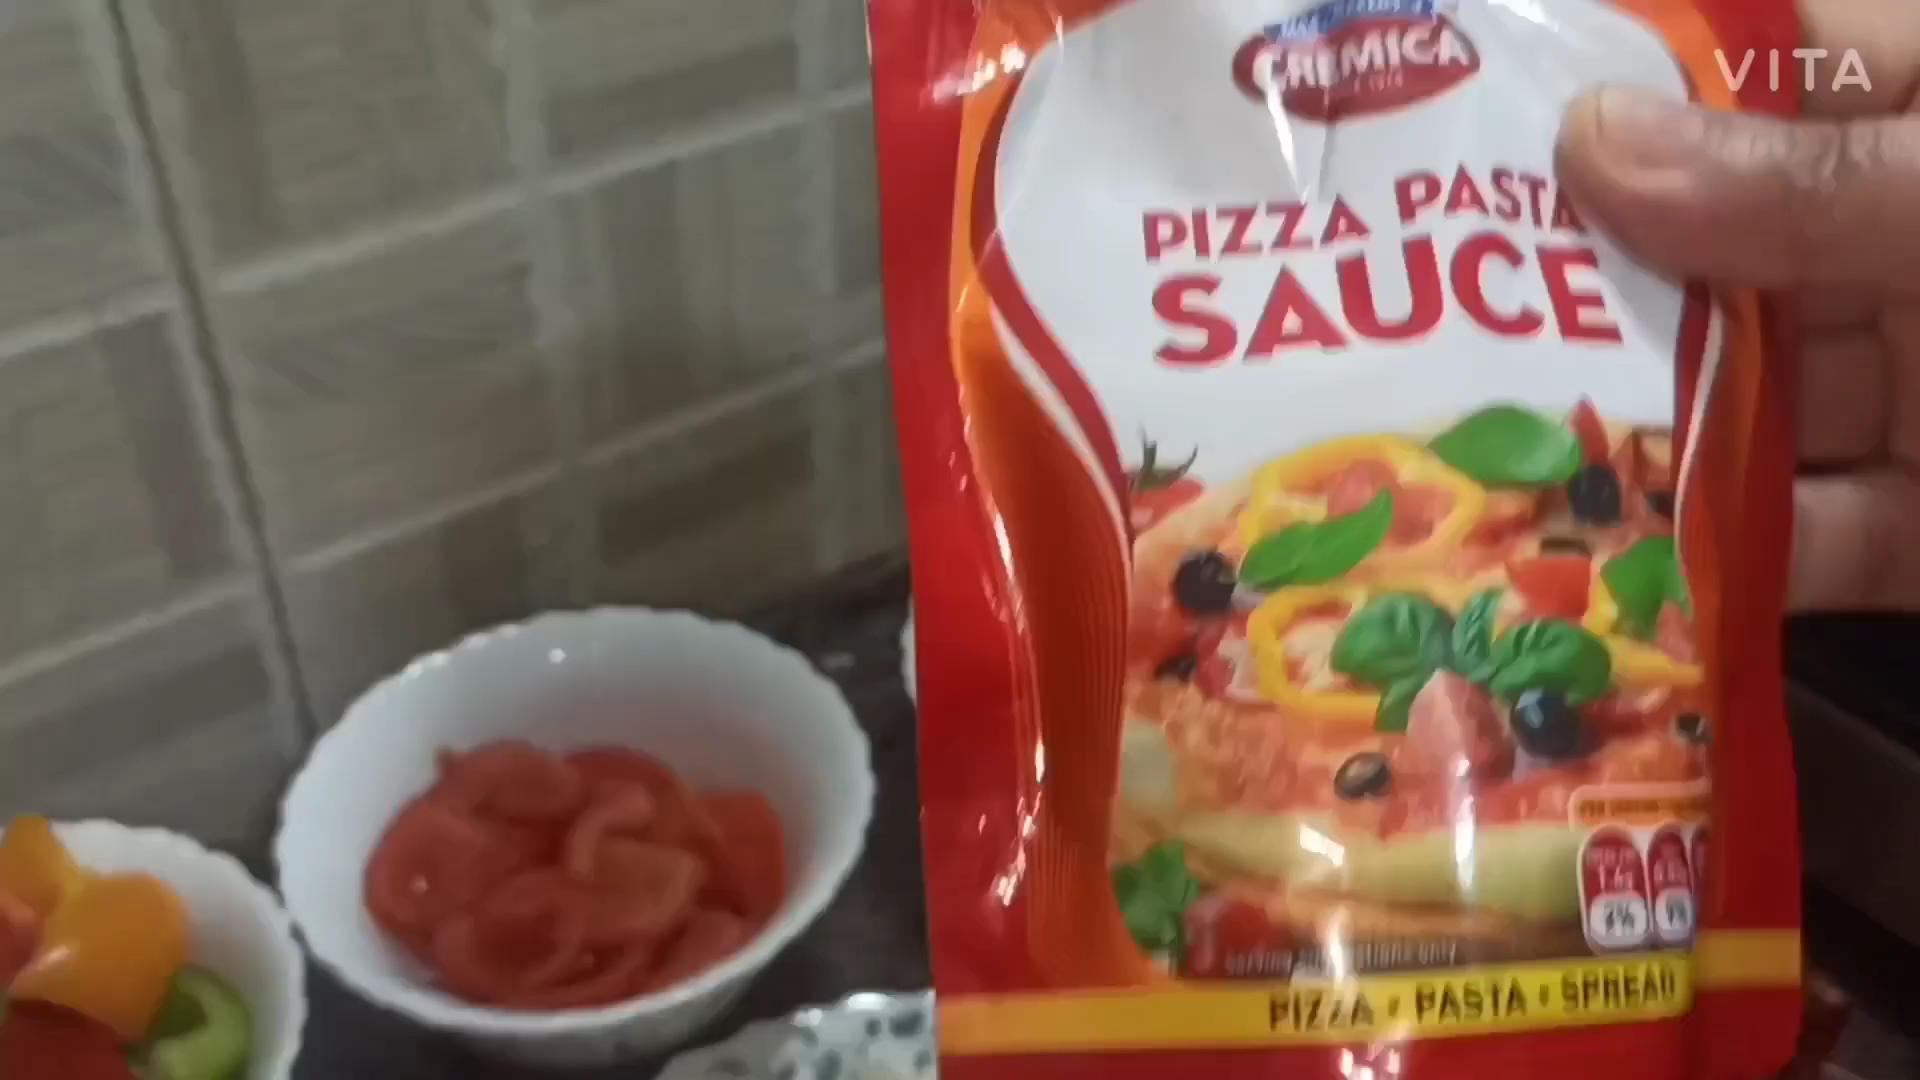 VITA
CREMICA
PIZZA PASTA
SAUCE
PIZZA • PASTA • SPREAD